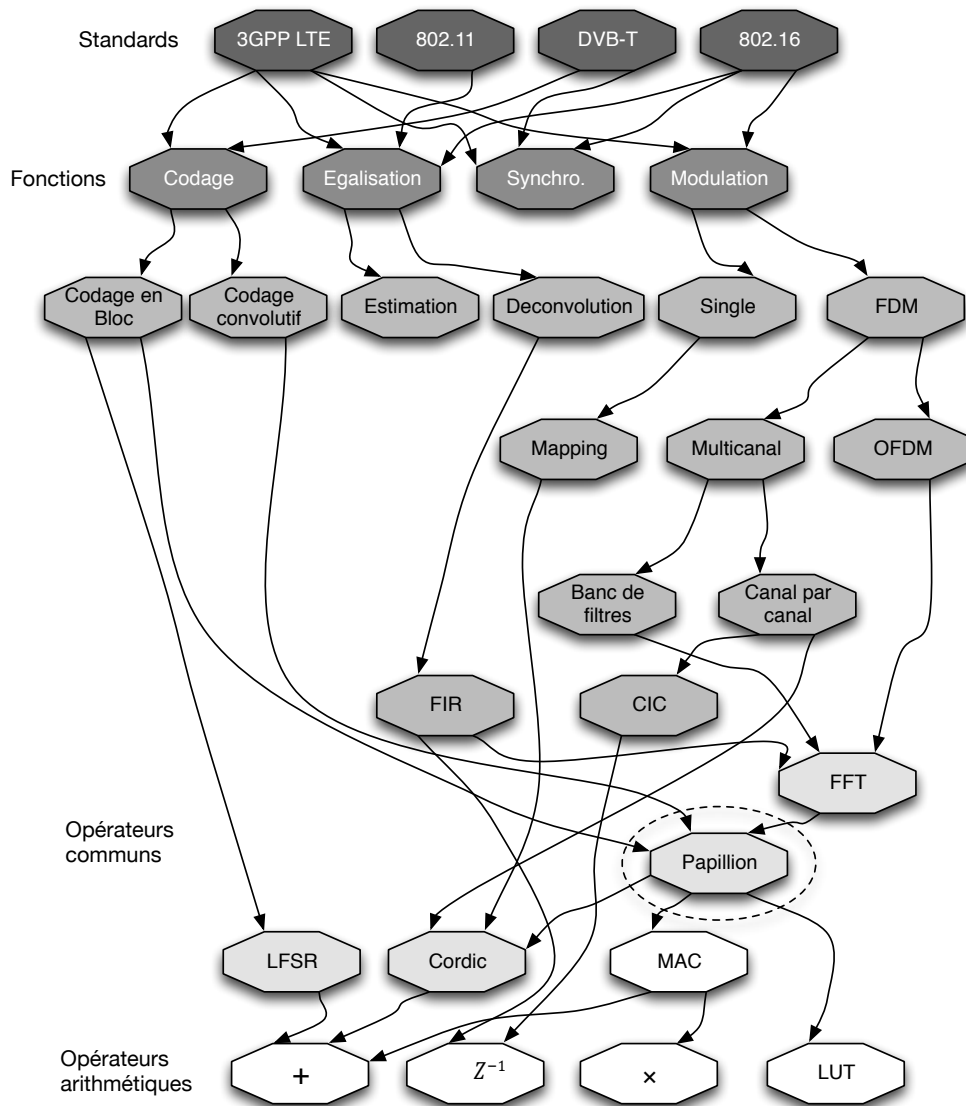 Standards
3GPP LTE
802.11
DVB-T
802.16
Fonctions
Codage
Egalisation
Synchro.
Modulation
Codage en
Bloc
Codage
convolutif
Estimation
Deconvolution
Single
FDM
Mapping
Multicanal
OFDM
Banc de
filtres
Canal par
canal
FIR
CIC
FFT
Opérateurs
communs
Papillion
LFSR
Cordic
MAC
Opérateurs
arithmétiques
+
Z⁻¹
×
LUT